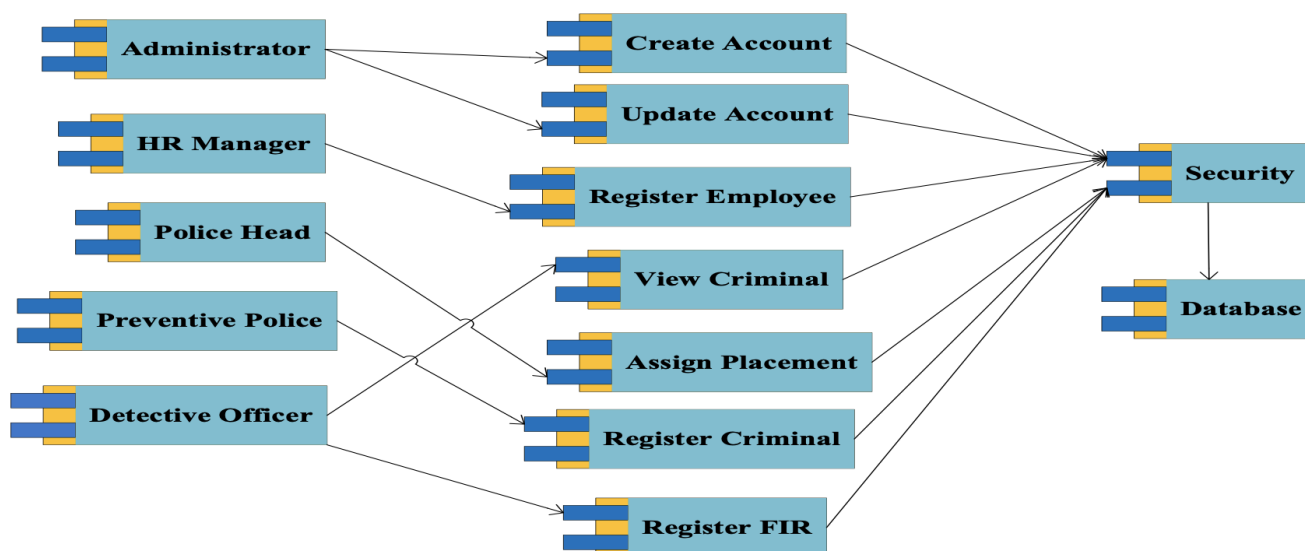 Administrator
HR Manager
Police Head
Preventive Police
Detective Officer
Create Account
Update Account
Register Employee
View Criminal
Assign Placement
Register Criminal
Register FIR
Security
Database